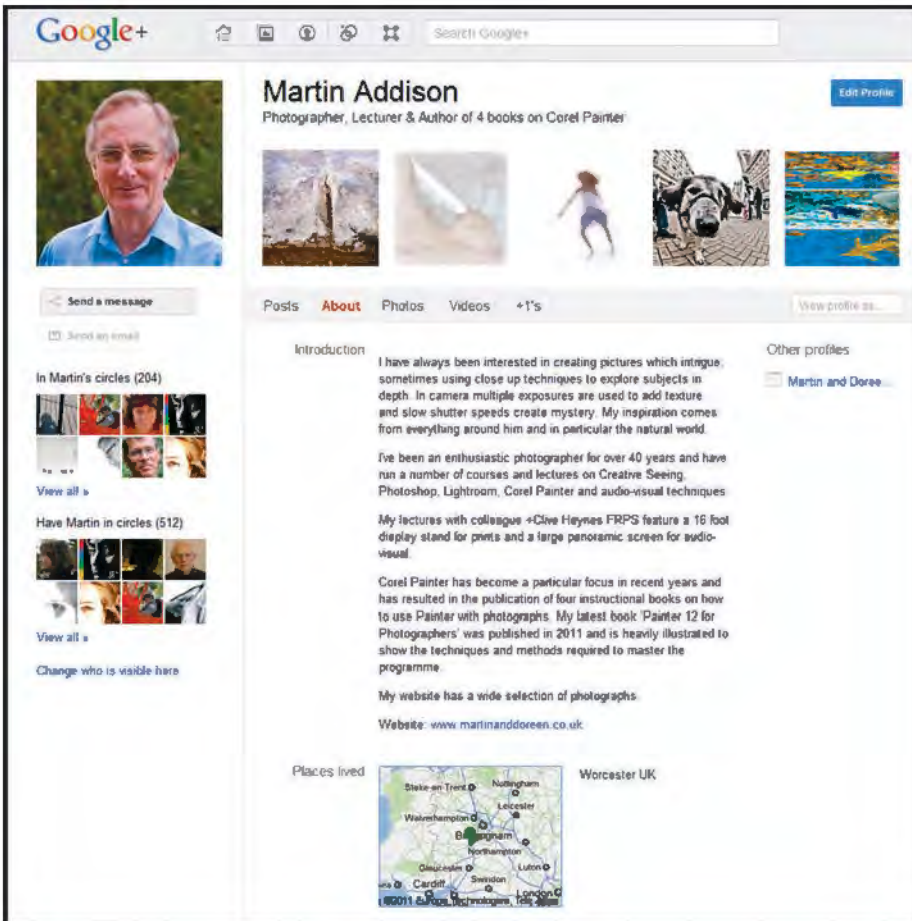 Google+
Search Google+
Martin Addison
Edit Profile
Photographer, Lecturer & Author of 4 books on Corel Painter
Send a message
Send an email
Posts About Photos Videos +1's
View profile as...
In Martin's circles (204)
View all »
Have Martin in circles (512)
View all »
Change who is visible here
Introduction
I have always been interested in creating pictures which intrigue,
sometimes using close up techniques to explore subjects in
depth. In camera multiple exposures are used to add texture
and slow shutter speeds create mystery. My inspiration comes
from everything around him and in particular the natural world.
I've been an enthusiastic photographer for over 40 years and have
run a number of courses and lectures on Creative Seeing,
Photoshop, Lightroom, Corel Painter and audio-visual techniques
My lectures with colleague +Clive Haynes FRPS feature a 16 foot
display stand for prints and a large panoramic screen for audio-
visual.
Corel Painter has become a particular focus in recent years and
has resulted in the publication of four instructional books on how
to use Painter with photographs. My latest book 'Painter 12 for
Photographers' was published in 2011 and is heavily illustrated to
show the techniques and methods required to master the
programme.
My website has a wide selection of photographs.
Website: www.martinanddoreen.co.uk
Other profiles
Martin and Doree...
Places lived
Stoke-on-Trent
Nottingham
Leicester
Wolverhampton
Northampton
Gloucester
Luton
Cardiff
Swindon
London
©2011 Europa Technologies, Tele Atlas
Worcester UK